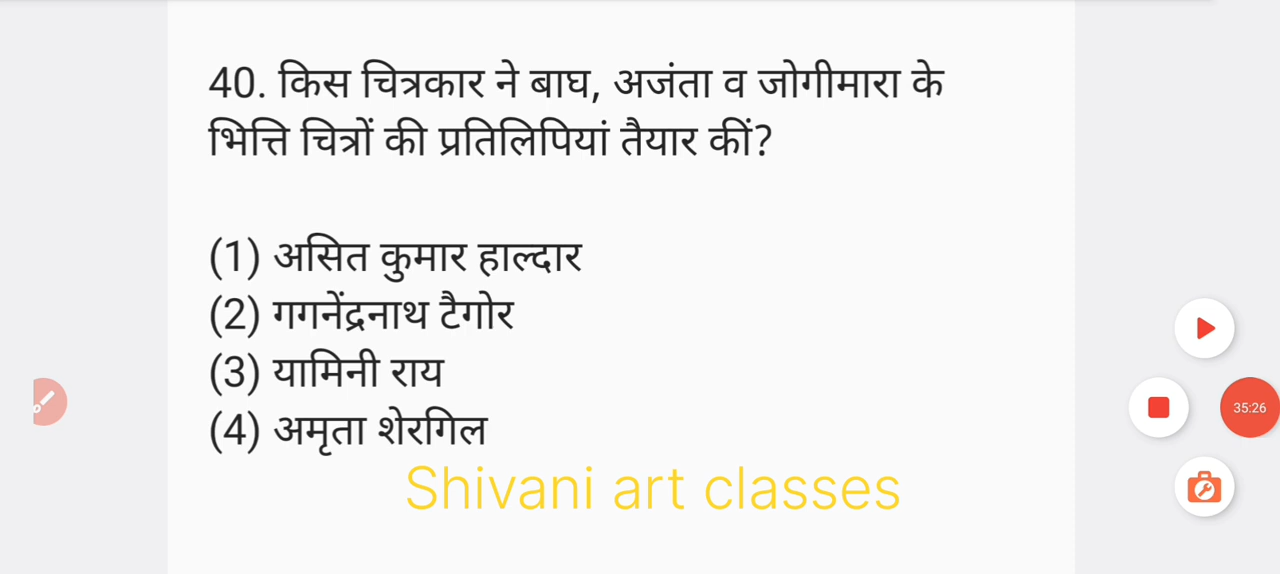 40. किस चित्रकार ने बाघ, अजंता व जोगीमारा के
भित्ति चित्रों की प्रतिलिपियां तैयार कीं?
(1) असित कुमार हाल्दार
(2) गगनेंद्रनाथ टैगोर
(3) यामिनी राय
(4) अमृता शेरगिल
Shivani art classes
35:26